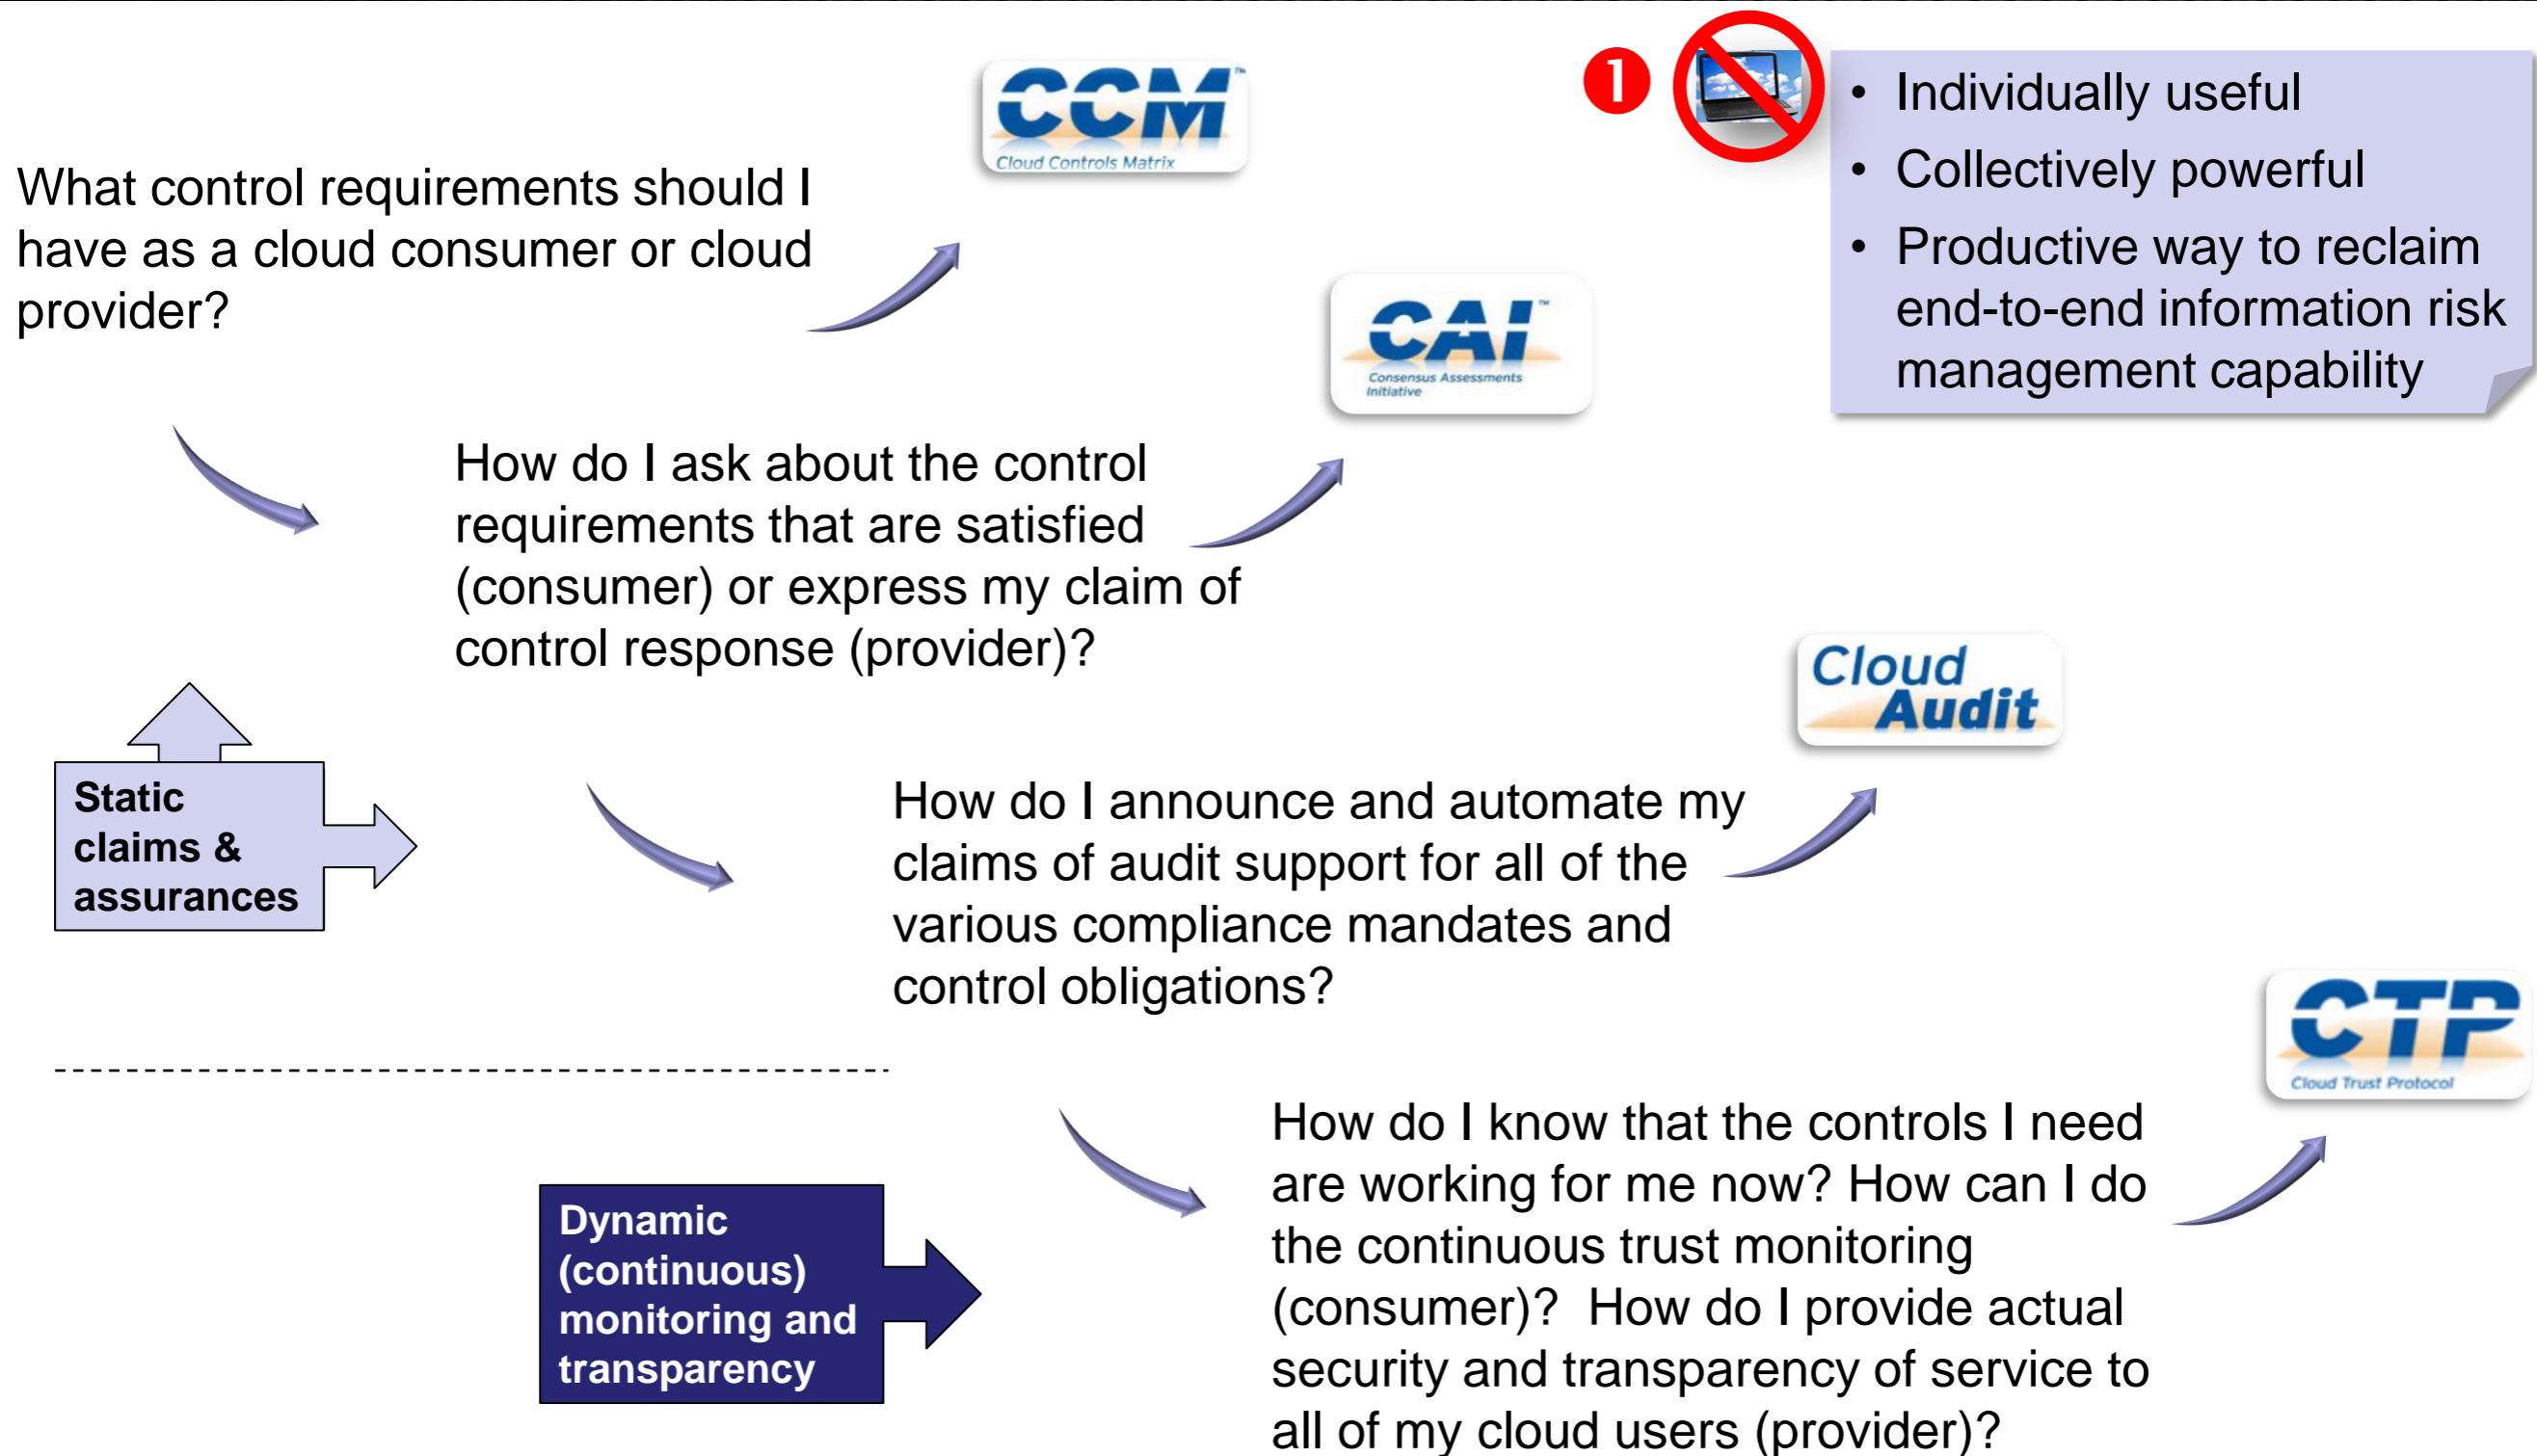 CCM™
Cloud Controls Matrix
1
• Individually useful
• Collectively powerful
• Productive way to reclaim
end-to-end information risk
management capability
What control requirements should I
have as a cloud consumer or cloud
provider?
CAI™
Consensus Assessments
Initiative
How do I ask about the control
requirements that are satisfied
(consumer) or express my claim of
control response (provider)?
Cloud
Audit
Static
claims &
assurances
How do I announce and automate my
claims of audit support for all of the
various compliance mandates and
control obligations?
CTP
Cloud Trust Protocol
Dynamic
(continuous)
monitoring and
transparency
How do I know that the controls I need
are working for me now? How can I do
the continuous trust monitoring
(consumer)?  How do I provide actual
security and transparency of service to
all of my cloud users (provider)?